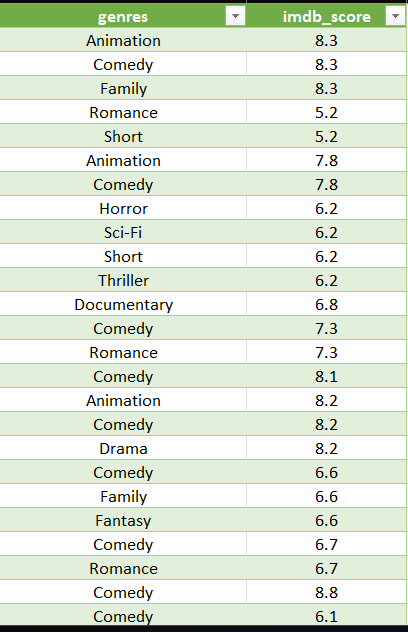 genres imdb_score
Animation 8.3
Comedy 8.3
Family 8.3
Romance 5.2
Short 5.2
Animation 7.8
Comedy 7.8
Horror 6.2
Sci-Fi 6.2
Short 6.2
Thriller 6.2
Documentary 6.8
Comedy 7.3
Romance 7.3
Comedy 8.1
Animation 8.2
Comedy 8.2
Drama 8.2
Comedy 6.6
Family 6.6
Fantasy 6.6
Comedy 6.7
Romance 6.7
Comedy 8.8
Comedy 6.1